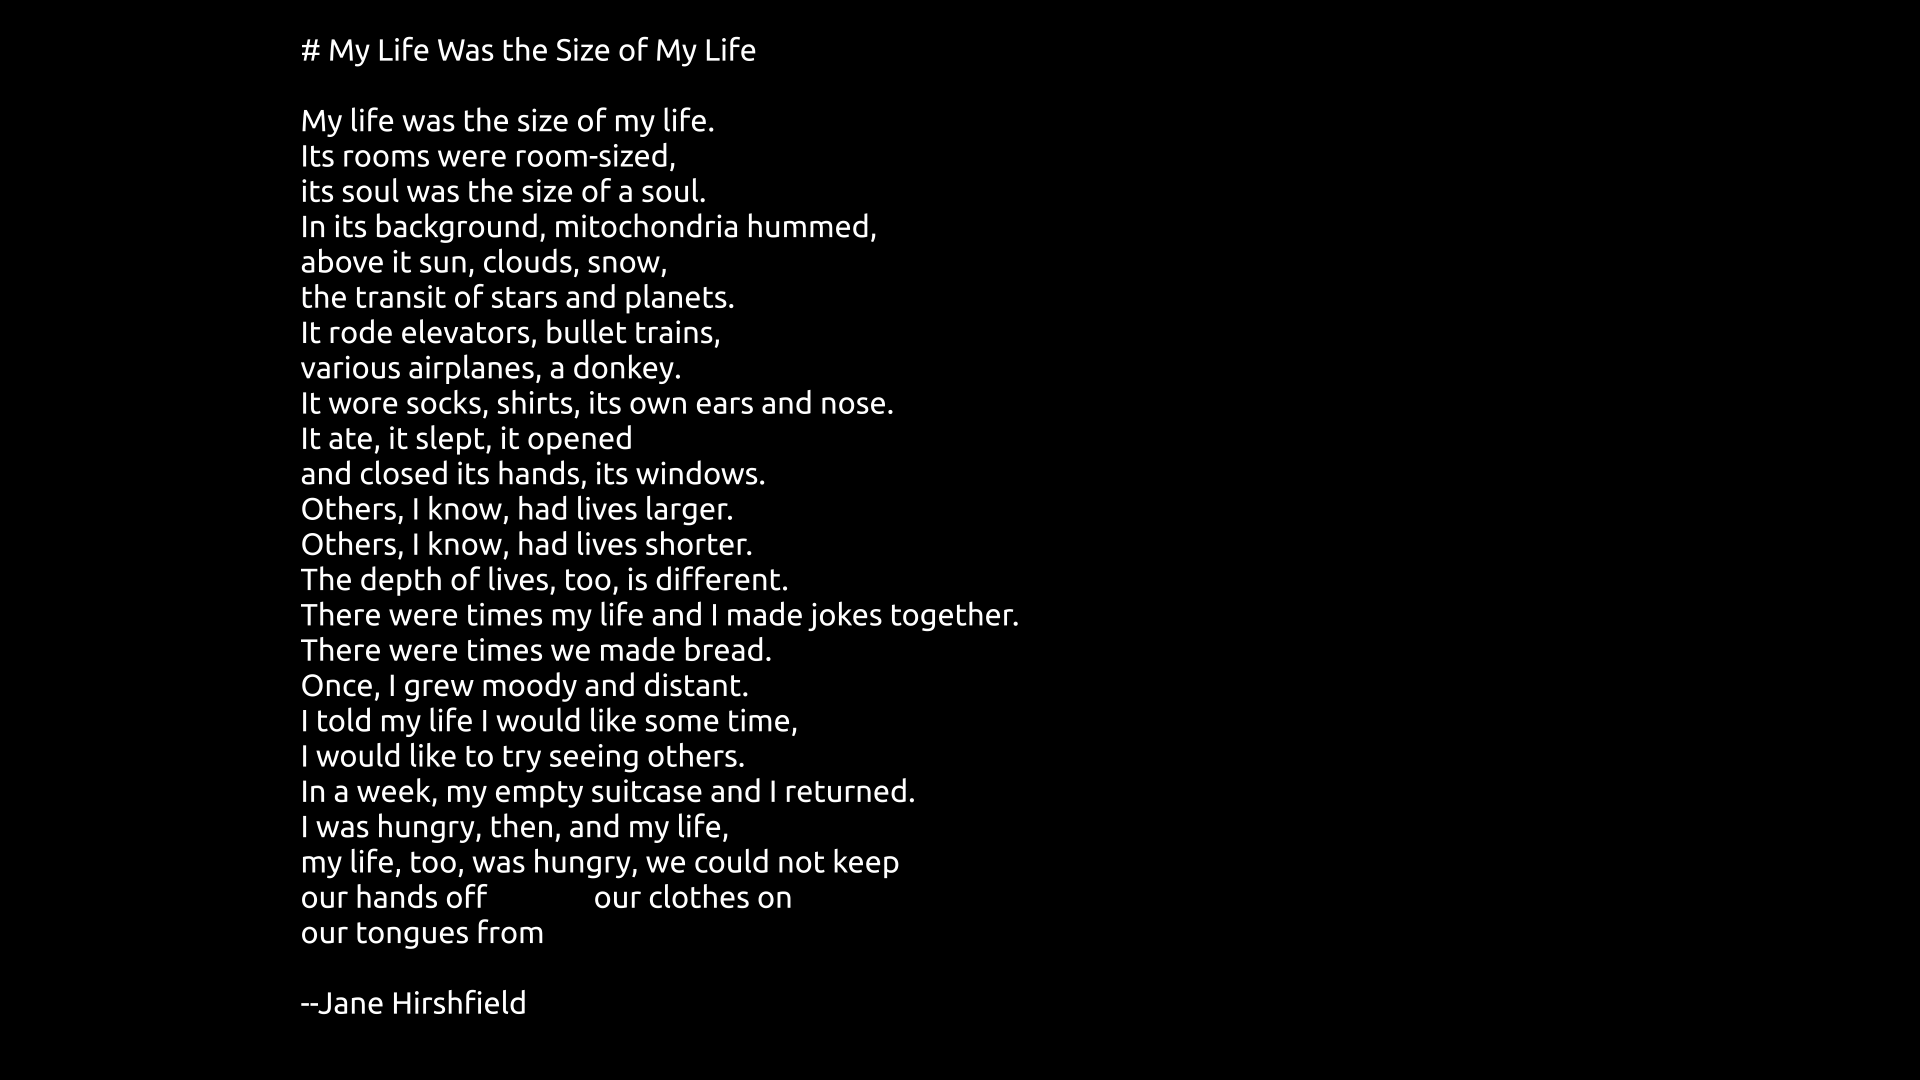 # My Life Was the Size of My Life

My life was the size of my life.
Its rooms were room-sized,
its soul was the size of a soul.
In its background, mitochondria hummed,
above it sun, clouds, snow,
the transit of stars and planets.
It rode elevators, bullet trains,
various airplanes, a donkey.
It wore socks, shirts, its own ears and nose.
It ate, it slept, it opened
and closed its hands, its windows.
Others, I know, had lives larger.
Others, I know, had lives shorter.
The depth of lives, too, is different.
There were times my life and I made jokes together.
There were times we made bread.
Once, I grew moody and distant.
I told my life I would like some time,
I would like to try seeing others.
In a week, my empty suitcase and I returned.
I was hungry, then, and my life,
my life, too, was hungry, we could not keep
our hands off          our clothes on
our tongues from

--Jane Hirshfield